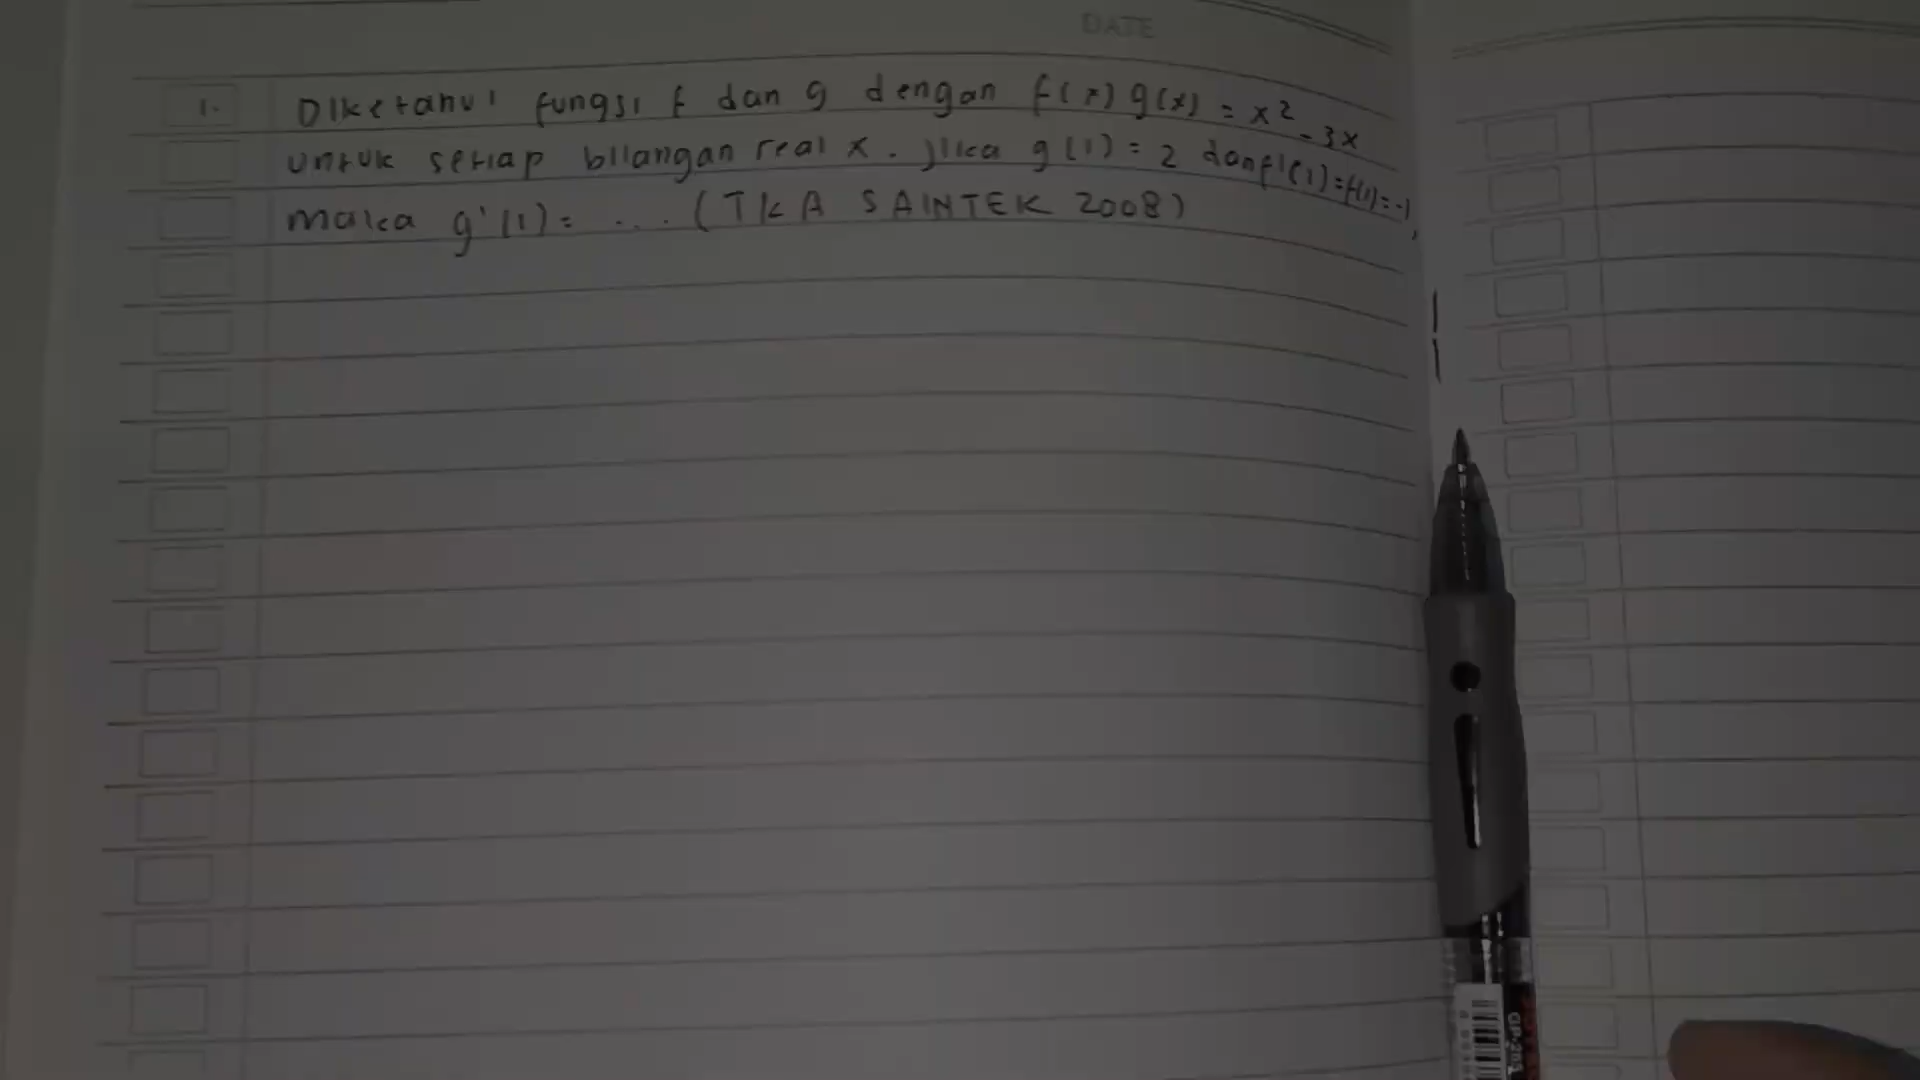 DATE
1. Diketahui fungsi f dan g dengan f(x) g(x) = x² - 3x
untuk setiap bilangan real x. Jika g(1) = 2 dan f'(1) = f(1) = -1,
maka g'(1) = ... (TKA SAINTEK 2008)